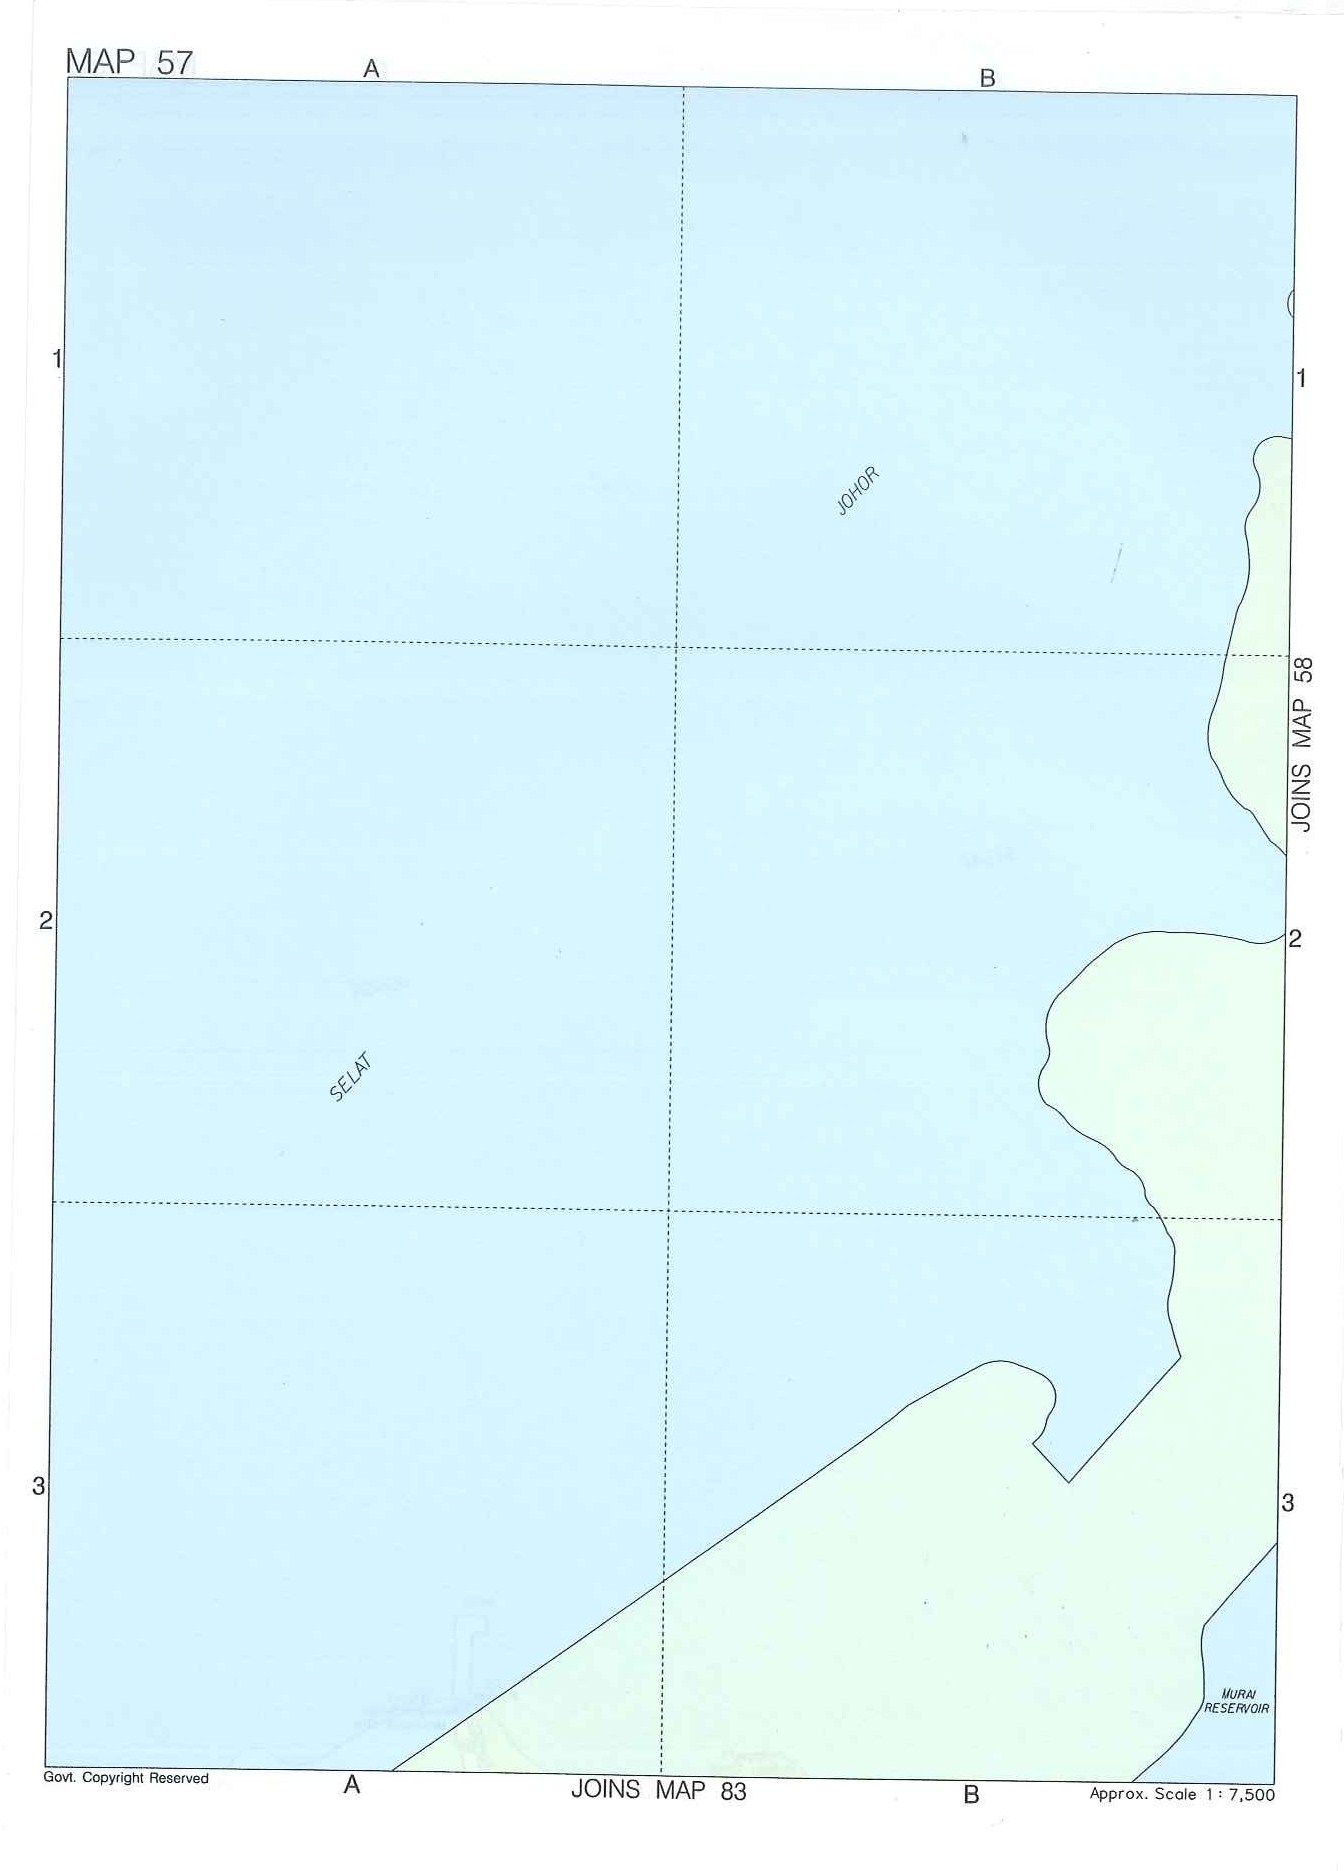 MAP 57
A
B
1
1
JOHOR
JOINS MAP 58
2
2
SELAT
3
3
MURAI
RESERVOIR
Govt. Copyright Reserved
A
JOINS MAP 83
B
Approx. Scale 1 : 7,500